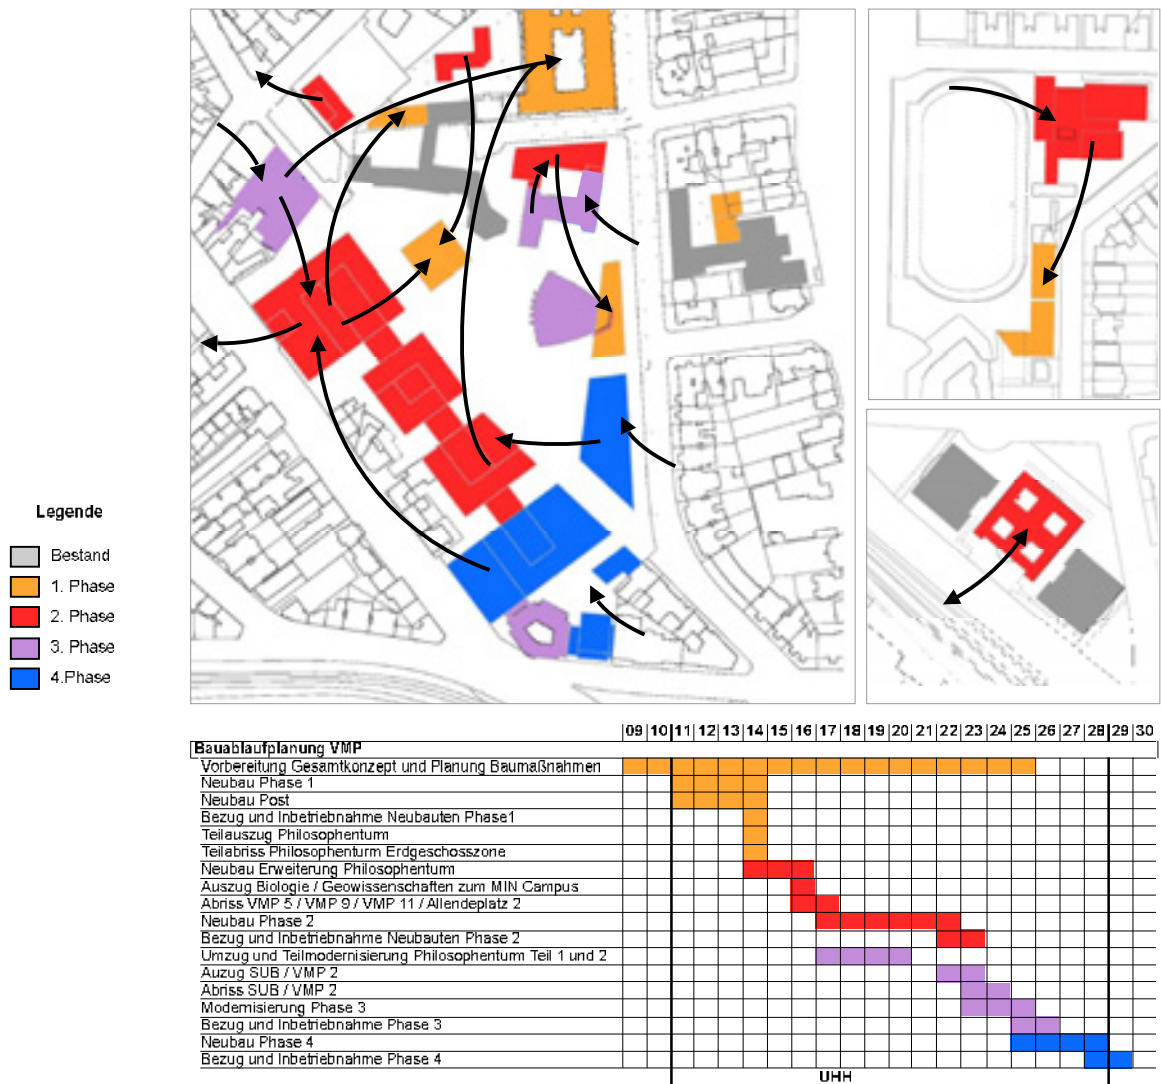 Legende
Bestand
1. Phase
2. Phase
3. Phase
4.Phase
09 10 11 12 13 14 15 16 17 18 19 20 21 22 23 24 25 26 27 28 29 30
Bauablaufplanung VMP
Vorbereitung Gesamtkonzept und Planung Baumaßnahmen
Neubau Phase 1
Neubau Post
Bezug und Inbetriebnahme Neubauten Phase1
Teilauszug Philosophenturm
Teilabriss Philosophenturm Erdgeschosszone
Neubau Erweiterung Philosophenturm
Auszug Biologie / Geowissenschaften zum MIN Campus
Abriss VMP 5 / VMP 9 / VMP 11 / Allendeplatz 2
Neubau Phase 2
Bezug und Inbetriebnahme Neubauten Phase 2
Umzug und Teilmodernisierung Philosophenturm Teil 1 und 2
Auzug SUB / VMP 2
Abriss SUB / VMP 2
Modernisierung Phase 3
Bezug und Inbetriebnahme Phase 3
Neubau Phase 4
Bezug und Inbetriebnahme Phase 4
UHH